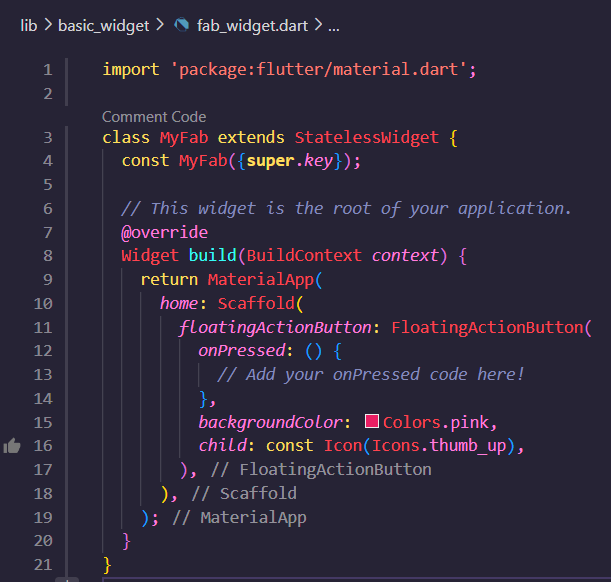 lib > basic_widget > fab_widget.dart > ...
1 import 'package:flutter/material.dart';
2
Comment Code
3 class MyFab extends StatelessWidget {
4   const MyFab({super.key});
5
6   // This widget is the root of your application.
7   @override
8   Widget build(BuildContext context) {
9     return MaterialApp(
10       home: Scaffold(
11         floatingActionButton: FloatingActionButton(
12           onPressed: () {
13             // Add your onPressed code here!
14           },
15           backgroundColor: Colors.pink,
16           child: const Icon(Icons.thumb_up),
17         ), // FloatingActionButton
18       ), // Scaffold
19     ); // MaterialApp
20   }
21 }